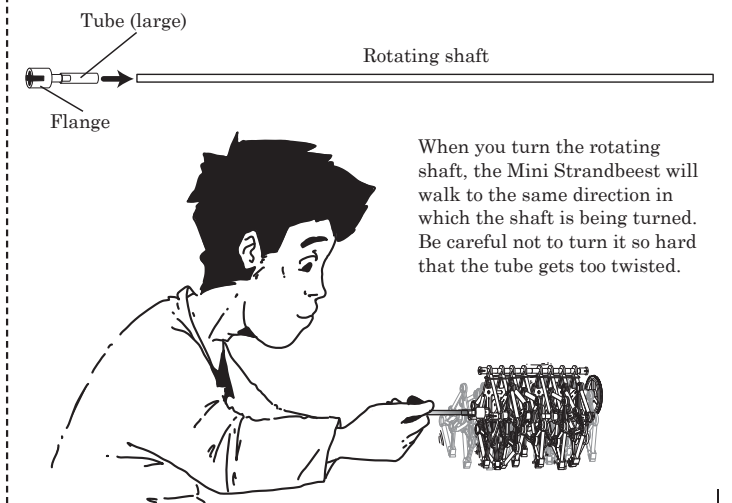 Tube (large)
Rotating shaft
Flange
When you turn the rotating
shaft, the Mini Strandbeest will
walk to the same direction in
which the shaft is being turned.
Be careful not to turn it so hard
that the tube gets too twisted.